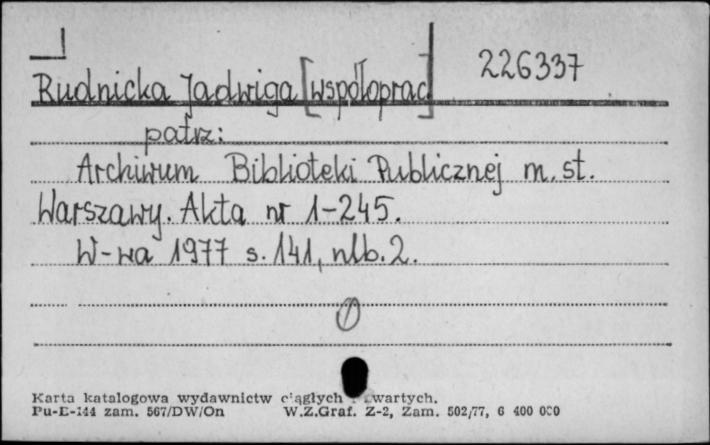 226337
Rudnicka Jadwiga [współoprac]
patrz:
Archiwum Biblioteki Publicznej m. st.
Warszawy. Akta nr 1-245.
W-wa 1977 s. 141, nlb. 2.
Karta katalogowa wydawnictw ciągłych zwartych.
Pu-E-144 zam. 567/DW/On W.Z.Graf. Z-2, Zam. 502/77, 6 400 000